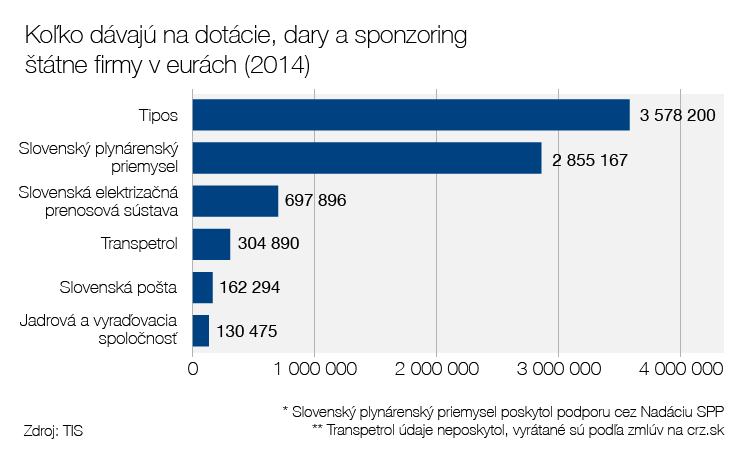 Koľko dávajú na dotácie, dary a sponzoring
štátne firmy v eurách (2014)
Tipos
3 578 200
Slovenský plynárenský
priemysel
2 855 167
Slovenská elektrizačná
prenosová sústava
697 896
Transpetrol
304 890
Slovenská pošta
162 294
Jadrová a vyraďovacia
spoločnosť
130 475
0 1 000 000 2 000 000 3 000 000 4 000 000
* Slovenský plynárenský priemysel poskytol podporu cez Nadáciu SPP
** Transpetrol údaje neposkytol, vyrátané sú podľa zmlúv na crz.sk
Zdroj: TIS